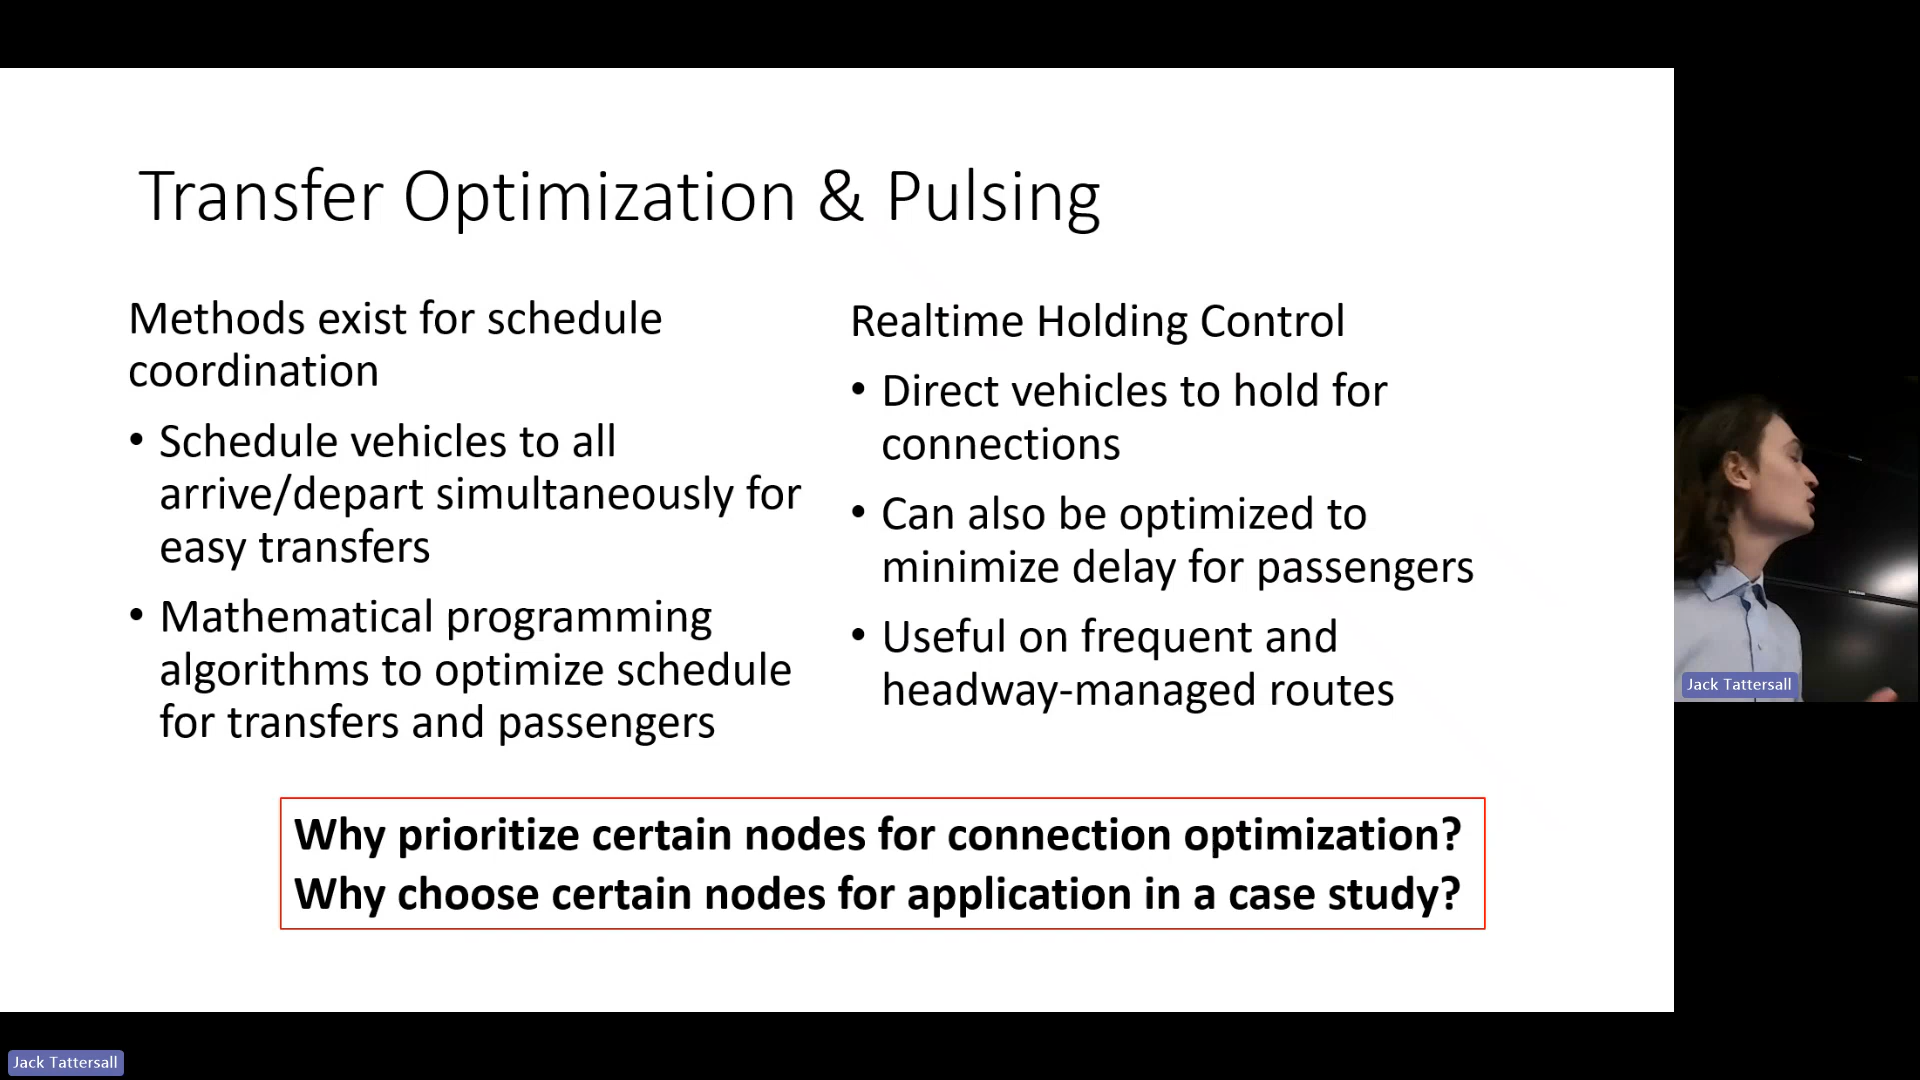 Transfer Optimization & Pulsing
Methods exist for schedule
coordination
• Schedule vehicles to all
arrive/depart simultaneously for
easy transfers
• Mathematical programming
algorithms to optimize schedule
for transfers and passengers
Realtime Holding Control
• Direct vehicles to hold for
connections
• Can also be optimized to
minimize delay for passengers
• Useful on frequent and
headway-managed routes
Why prioritize certain nodes for connection optimization?
Why choose certain nodes for application in a case study?
Jack Tattersall
Jack Tattersall